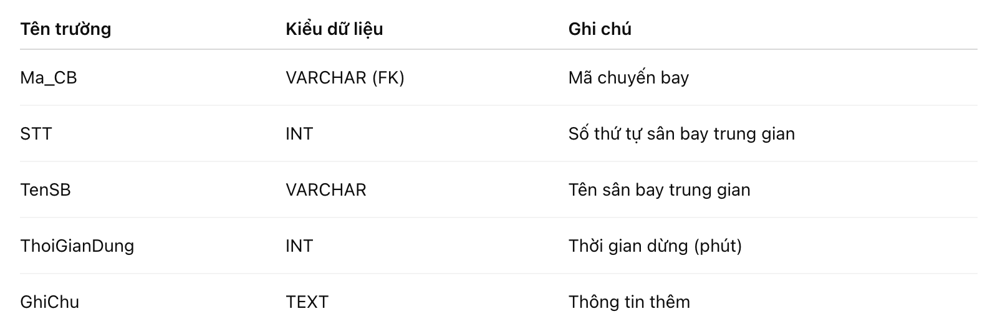 Tên trường Kiểu dữ liệu Ghi chú
Ma_CB VARCHAR (FK) Mã chuyến bay
STT INT Số thứ tự sân bay trung gian
TenSB VARCHAR Tên sân bay trung gian
ThoiGianDung INT Thời gian dừng (phút)
GhiChu TEXT Thông tin thêm